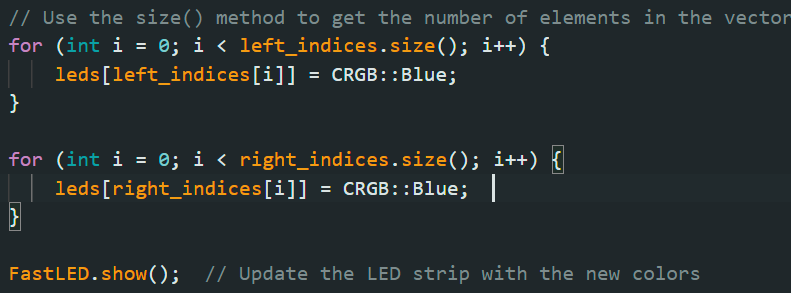 // Use the size() method to get the number of elements in the vector
for (int i = 0; i < left_indices.size(); i++) {
    leds[left_indices[i]] = CRGB::Blue;
}

for (int i = 0; i < right_indices.size(); i++) {
    leds[right_indices[i]] = CRGB::Blue;
}

FastLED.show();  // Update the LED strip with the new colors